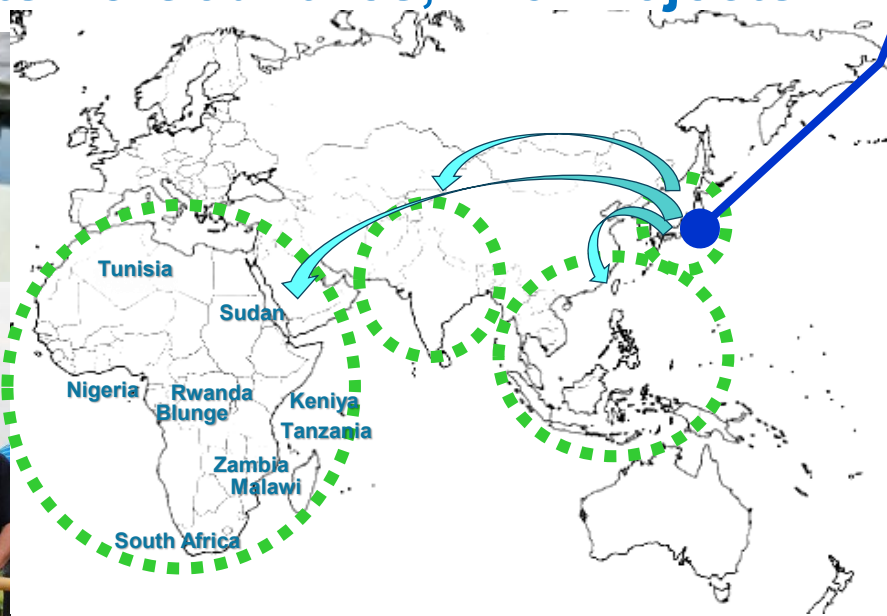 Tunisia
Sudan
Nigeria
Rwanda
Blunge
Keniya
Tanzania
Zambia
Malawi
South Africa